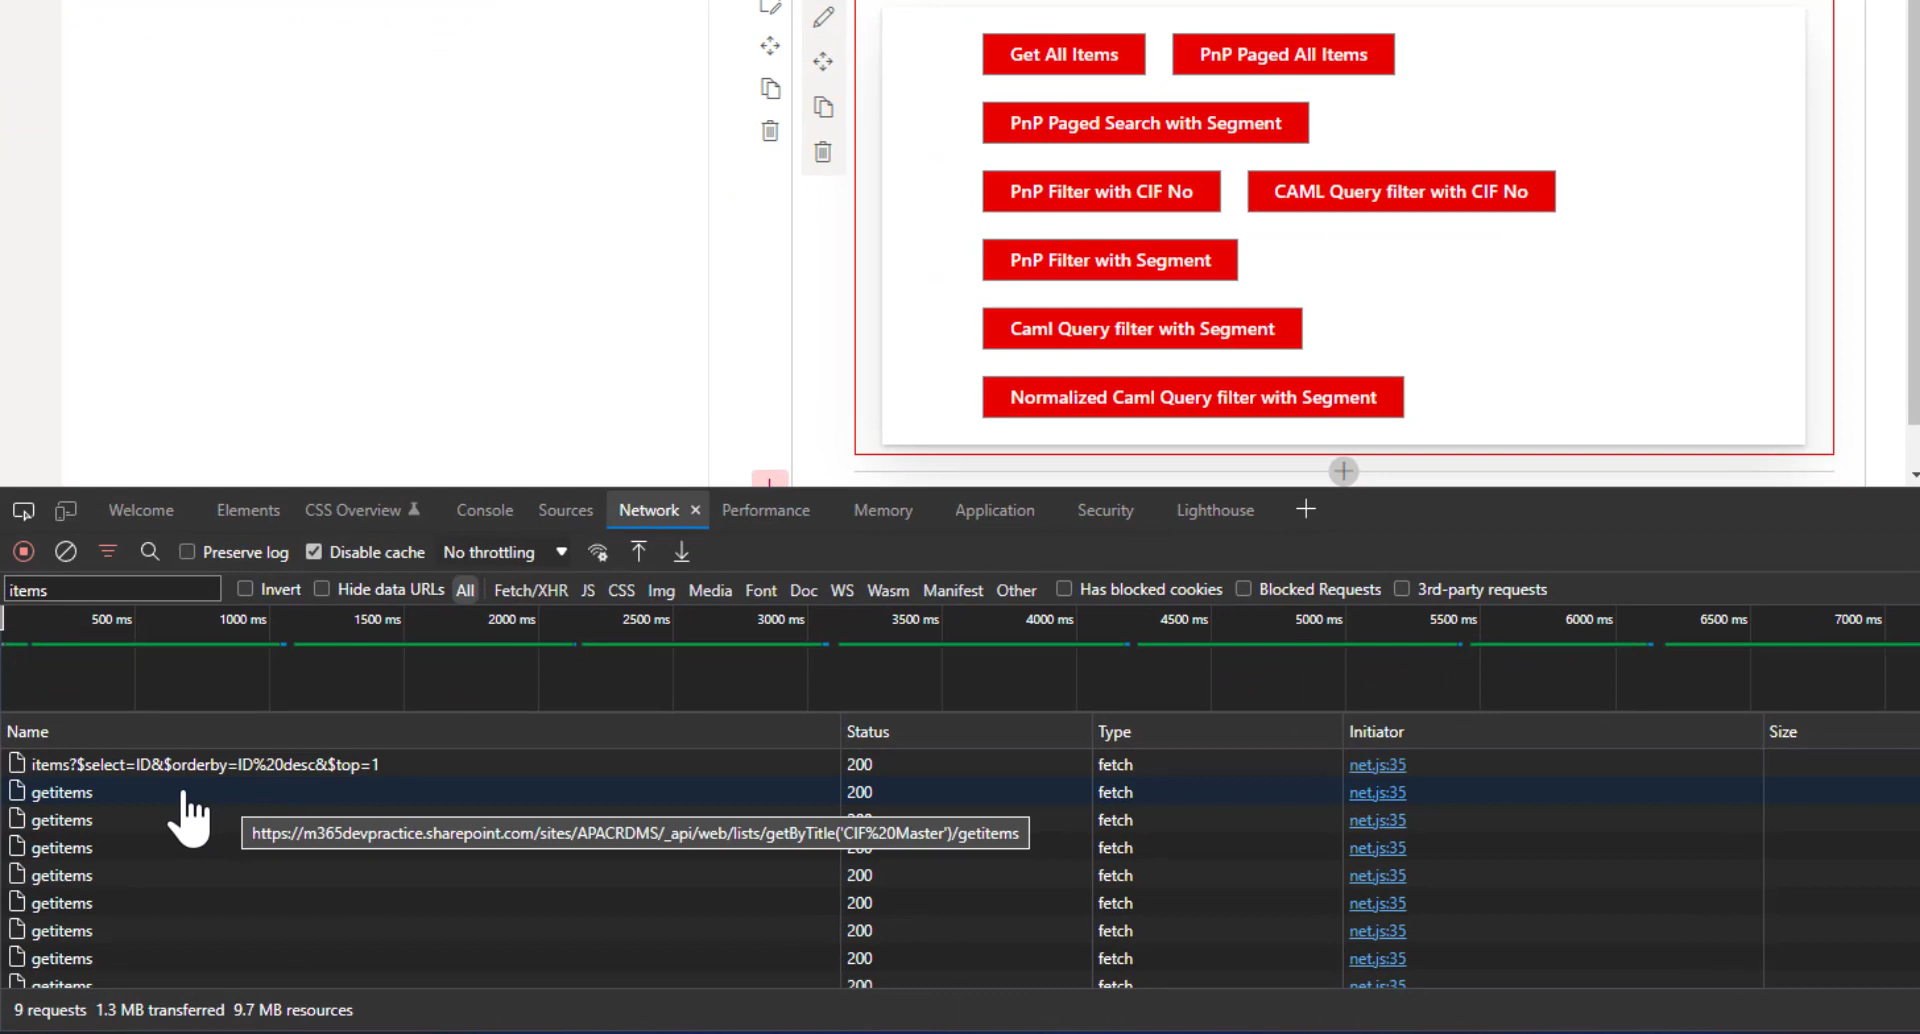 Get All Items
PnP Paged All Items
PnP Paged Search with Segment
PnP Filter with CIF No
CAML Query filter with CIF No
PnP Filter with Segment
Caml Query filter with Segment
Normalized Caml Query filter with Segment
Welcome Elements CSS Overview Console Sources Network Performance Memory Application Security Lighthouse
Preserve log Disable cache No throttling
items Invert Hide data URLs All Fetch/XHR JS CSS Img Media Font Doc WS Wasm Manifest Other Has blocked cookies Blocked Requests 3rd-party requests
500 ms 1000 ms 1500 ms 2000 ms 2500 ms 3000 ms 3500 ms 4000 ms 4500 ms 5000 ms 5500 ms 6000 ms 6500 ms 7000 ms
Name Status Type Initiator Size
items?$select=ID&$orderby=ID%20desc&$top=1 200 fetch net.js:35
getitems 200 fetch net.js:35
getitems fetch net.js:35
https://m365devpractice.sharepoint.com/sites/APACRDMS/_api/web/lists/getByTitle('CIF%20Master')/getitems
getitems 200 fetch net.js:35
getitems 200 fetch net.js:35
getitems 200 fetch net.js:35
getitems 200 fetch net.js:35
getitems 200 fetch net.js:35
getitems 200 fetch net.js:35
9 requests 1.3 MB transferred 9.7 MB resources